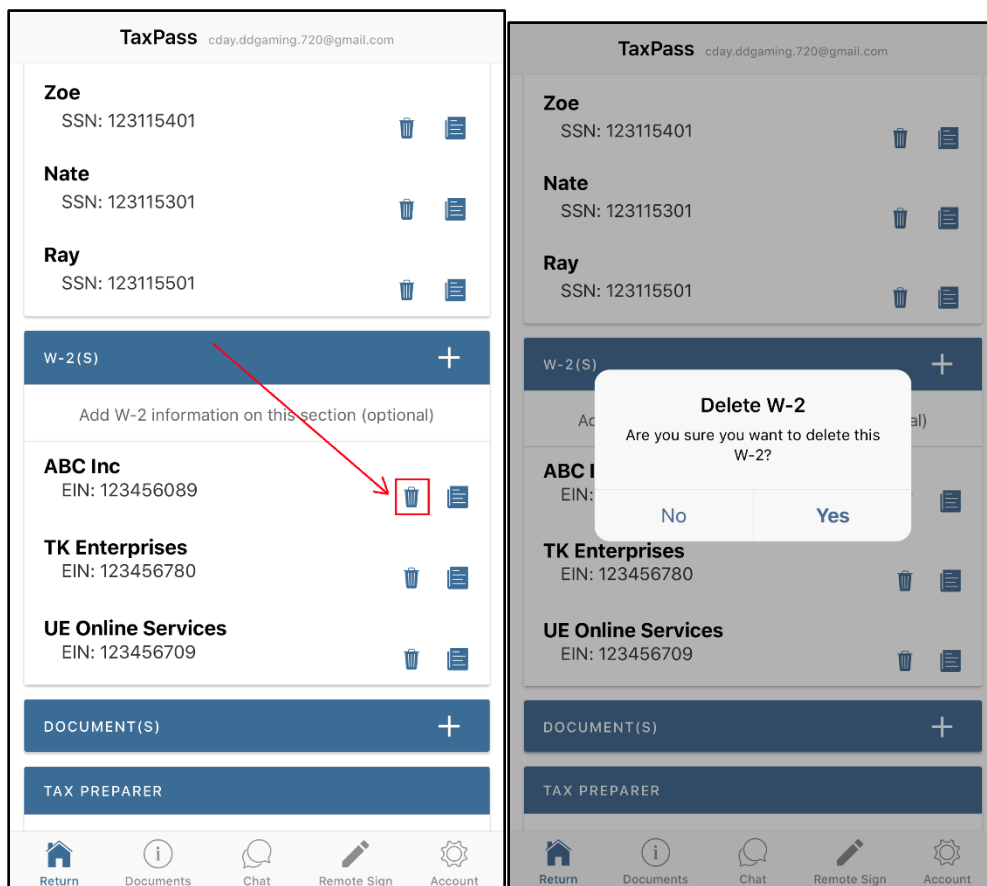 TaxPass cday.ddgaming.720@gmail.com
Zoe
SSN: 123115401
Nate
SSN: 123115301
Ray
SSN: 123115501
W-2(S)
Add W-2 information on this section (optional)
ABC Inc
EIN: 123456089
TK Enterprises
EIN: 123456780
UE Online Services
EIN: 123456709
DOCUMENT(S)
TAX PREPARER
Return Documents Chat Remote Sign Account
TaxPass cday.ddgaming.720@gmail.com
Zoe
SSN: 123115401
Nate
SSN: 123115301
Ray
SSN: 123115501
W-2(S)
Delete W-2
Are you sure you want to delete this
W-2?
No Yes
Ad al)
ABC I
EIN:
TK Enterprises
EIN: 123456780
UE Online Services
EIN: 123456709
DOCUMENT(S)
TAX PREPARER
Return Documents Chat Remote Sign Account